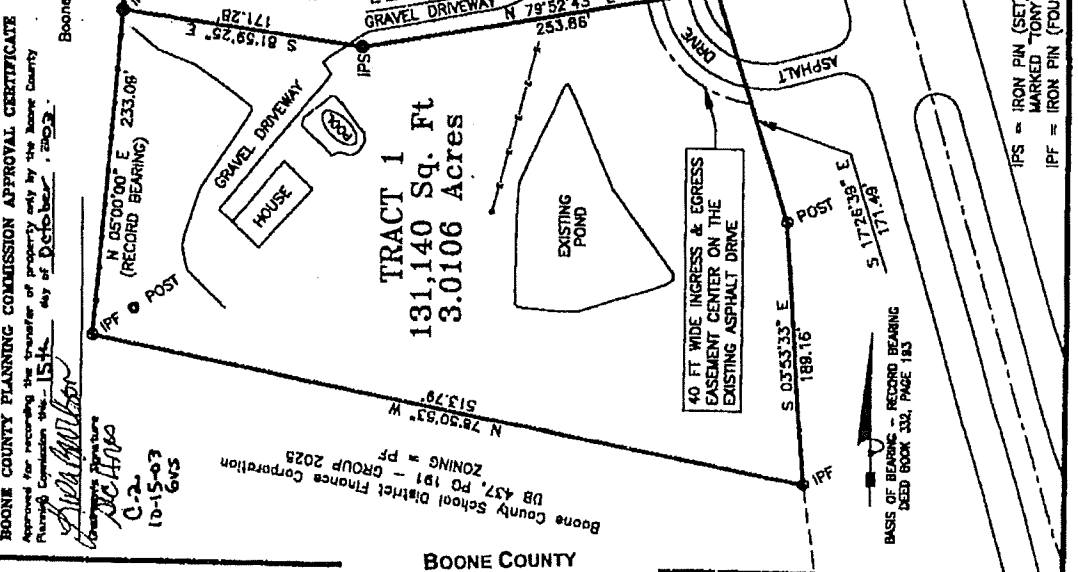 BOONE COUNTY PLANNING COMMISSION APPROVAL CERTIFICATE
Approved for recording the transfer of property only by the Boone County
Planning Commission this 15th day of October, 2003.
Chairman's Signature
C-2
10-15-03
GVS
Boone
N 05°00'00" E 233.09'
(RECORD BEARING)
S 81°59'25" E
171.28'
GRAVEL DRIVEWAY
N 79°52'43"
253.86'
IPS
IPF
POST
GRAVEL DRIVEWAY
POOL
HOUSE
TRACT 1
131,140 Sq. Ft
3.0106 Acres
EXISTING
POND
DRIVE
ASPHALT
40 FT WIDE INGRESS & EGRESS
EASEMENT CENTER ON THE
EXISTING ASPHALT DRIVE
POST
S 17°26'39" E
171.49'
S 03°53'33" E
189.16'
IPF
N 78°50'53" W
513.79'
Boone County School District Finance Corporation
DB 437, PG 191 - GROUP 2025
ZONING = PF
BASIS OF BEARING - RECORD BEARING
DEED BOOK 332, PAGE 193
IPS = IRON PIN (SET,
MARKED "TONY
IPF = IRON PIN (FOU
BOONE COUNTY